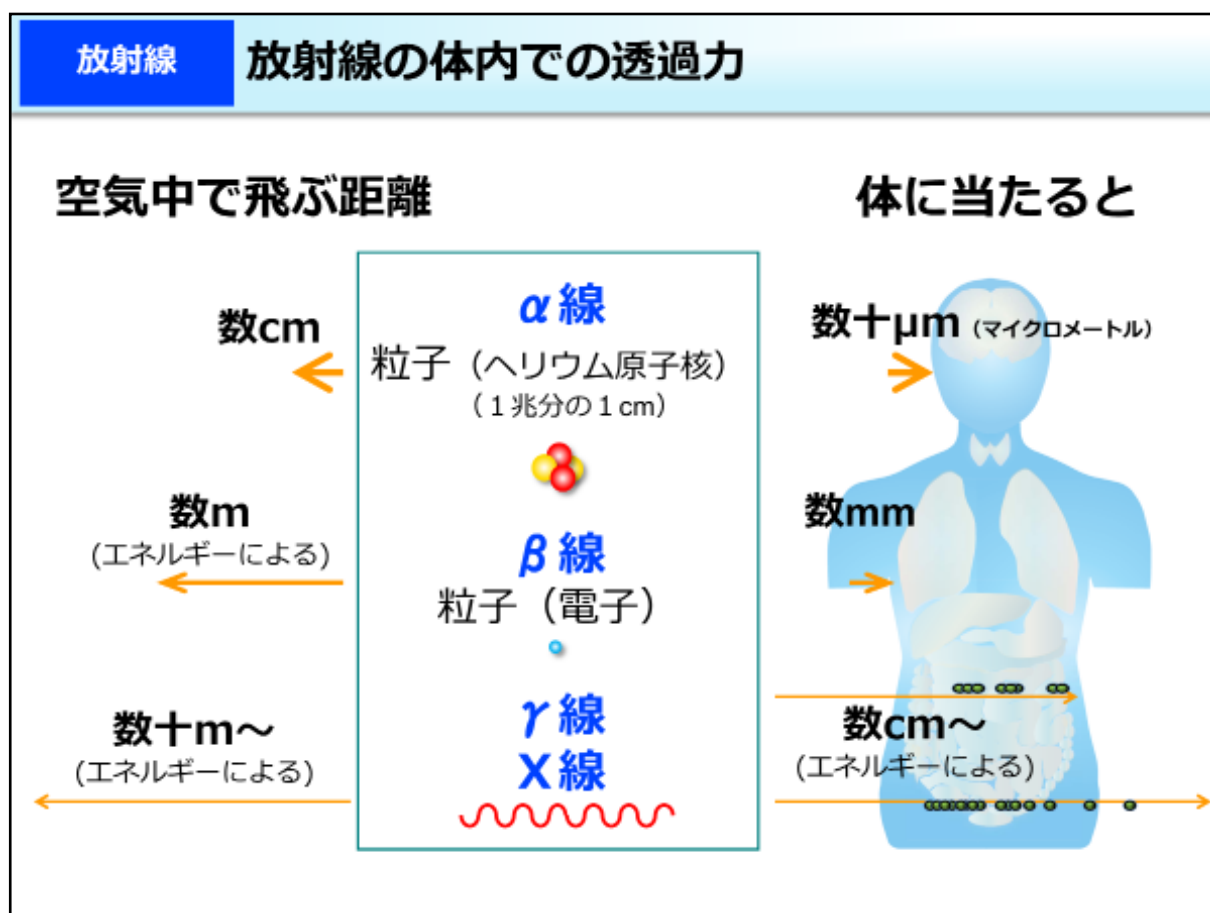 放射線
放射線の体内での透過力
空気中で飛ぶ距離
体に当たると
数cm
α線
粒子（ヘリウム原子核）
（１兆分の１cm）
数十μm（マイクロメートル）
数m
(エネルギーによる)
β線
粒子（電子）
数mm
数十m～
(エネルギーによる)
γ線
X線
数cm～
(エネルギーによる)